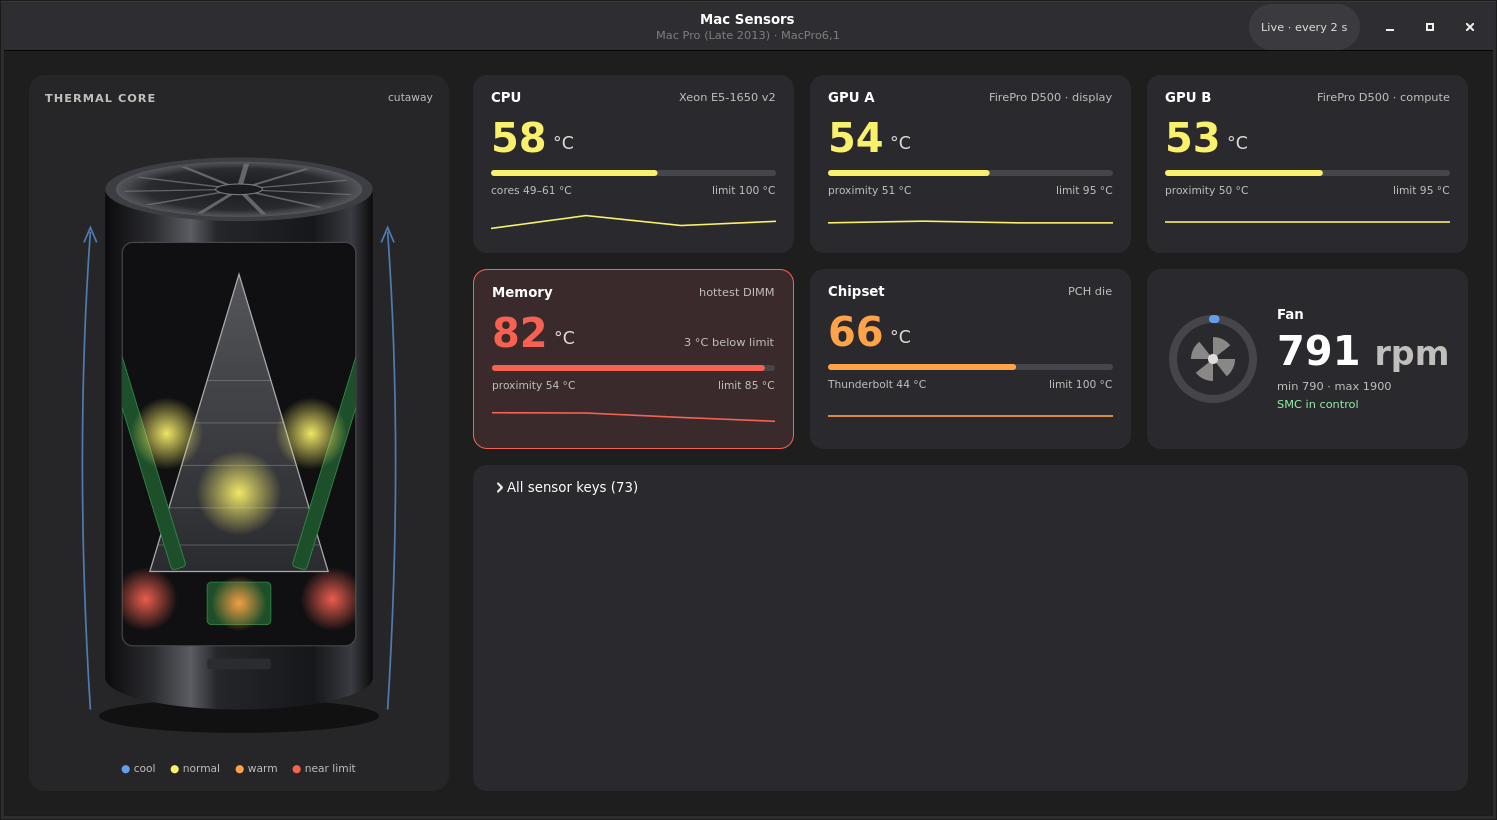 Mac Sensors
Mac Pro (Late 2013) · MacPro6,1
Live · every 2 s
THERMAL CORE
cutaway
cool
normal
warm
near limit
CPU
Xeon E5-1650 v2
58 °C
cores 49–61 °C
limit 100 °C
GPU A
FirePro D500 · display
54 °C
proximity 51 °C
limit 95 °C
GPU B
FirePro D500 · compute
53 °C
proximity 50 °C
limit 95 °C
Memory
hottest DIMM
82 °C
3 °C below limit
proximity 54 °C
limit 85 °C
Chipset
PCH die
66 °C
Thunderbolt 44 °C
limit 100 °C
Fan
791 rpm
min 790 · max 1900
SMC in control
All sensor keys (73)